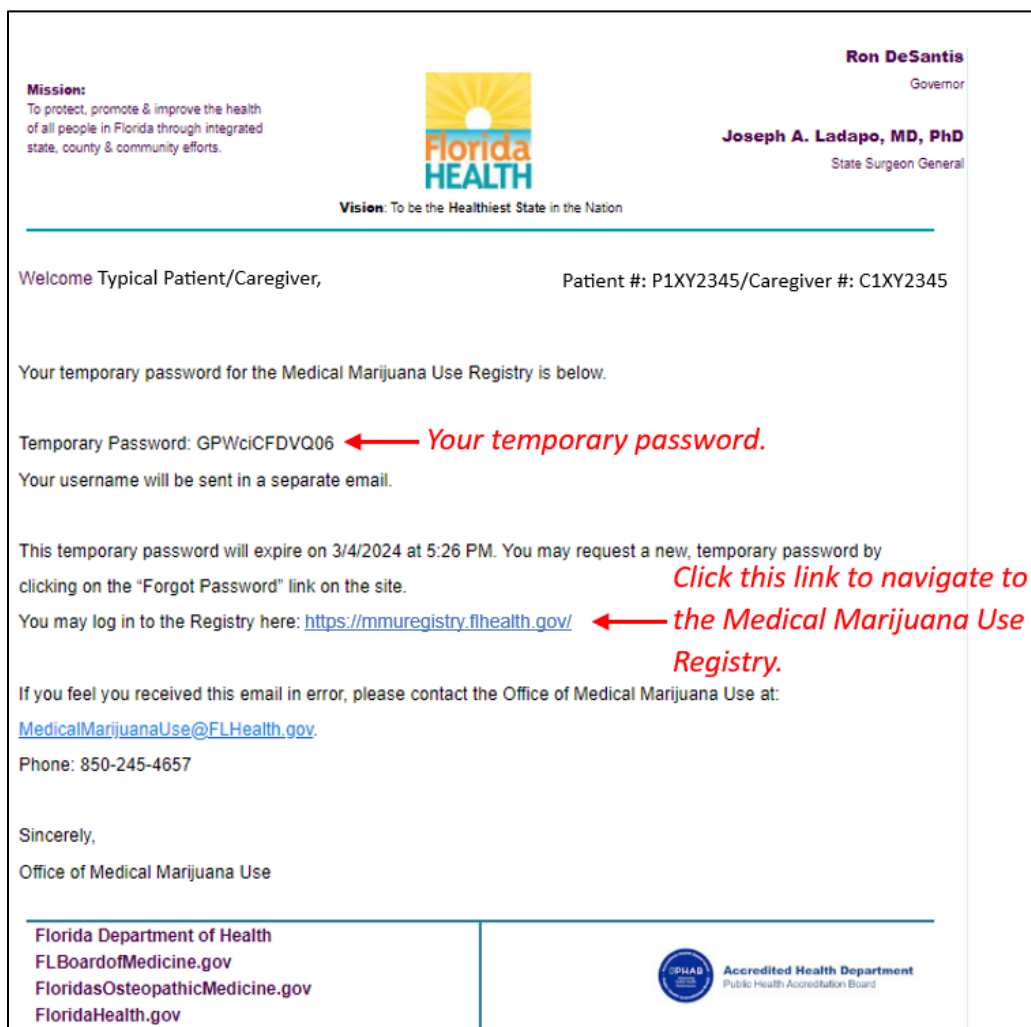 Mission:
To protect, promote & improve the health
of all people in Florida through integrated
state, county & community efforts.
Florida
HEALTH
Vision: To be the Healthiest State in the Nation
Ron DeSantis
Governor
Joseph A. Ladapo, MD, PhD
State Surgeon General
Welcome Typical Patient/Caregiver,
Patient #: P1XY2345/Caregiver #: C1XY2345
Your temporary password for the Medical Marijuana Use Registry is below.
Temporary Password: GPWciCFDVQ06
Your temporary password.
Your username will be sent in a separate email.
This temporary password will expire on 3/4/2024 at 5:26 PM. You may request a new, temporary password by
clicking on the “Forgot Password” link on the site.
You may log in to the Registry here: https://mmuregistry.flhealth.gov/
Click this link to navigate to
the Medical Marijuana Use
Registry.
If you feel you received this email in error, please contact the Office of Medical Marijuana Use at:
MedicalMarijuanaUse@FLHealth.gov.
Phone: 850-245-4657
Sincerely,
Office of Medical Marijuana Use
Florida Department of Health
FLBoardofMedicine.gov
FloridasOsteopathicMedicine.gov
FloridaHealth.gov
PHAB
Accredited Health Department
Public Health Accreditation Board